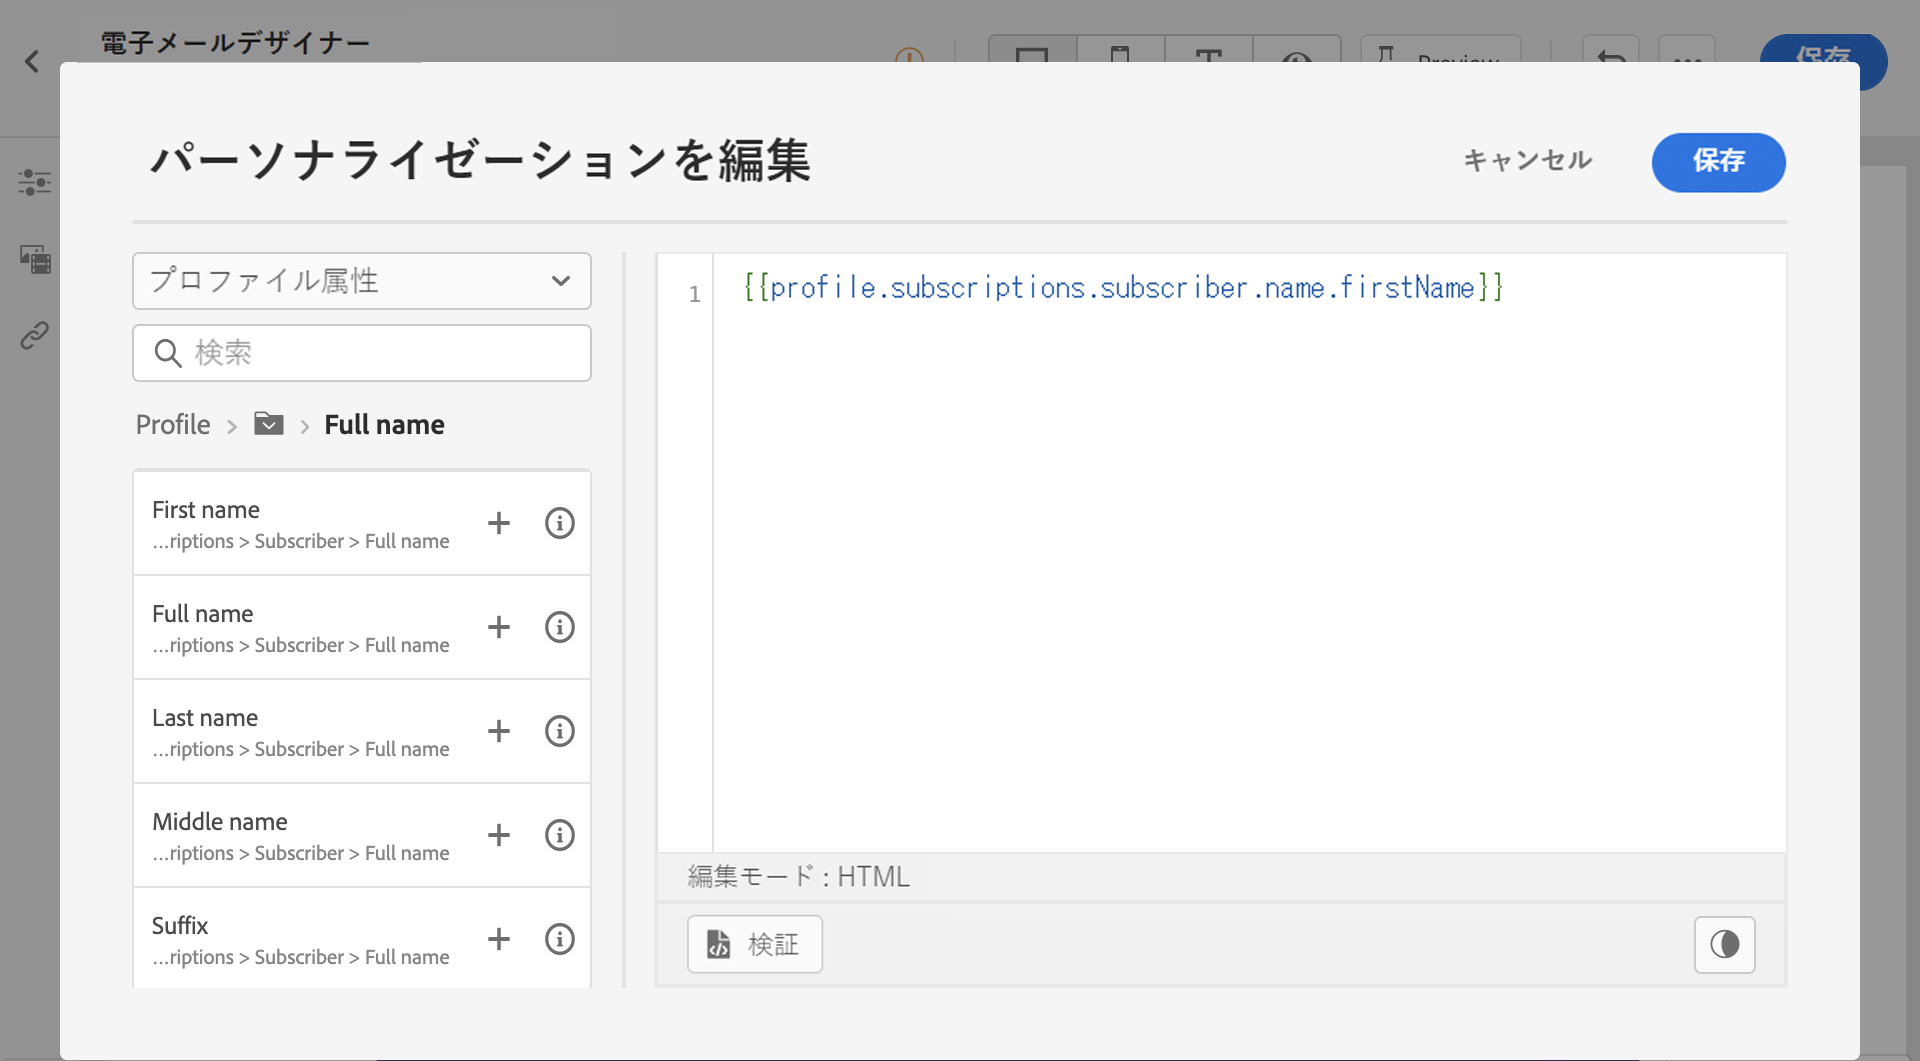 電子メールデザイナー
Preview
保存
パーソナライゼーションを編集
キャンセル
保存
プロファイル属性
検索
Profile > > Full name
First name
...riptions > Subscriber > Full name
Full name
...riptions > Subscriber > Full name
Last name
...riptions > Subscriber > Full name
Middle name
...riptions > Subscriber > Full name
Suffix
...riptions > Subscriber > Full name
1 {{profile.subscriptions.subscriber.name.firstName}}
編集モード : HTML
検証